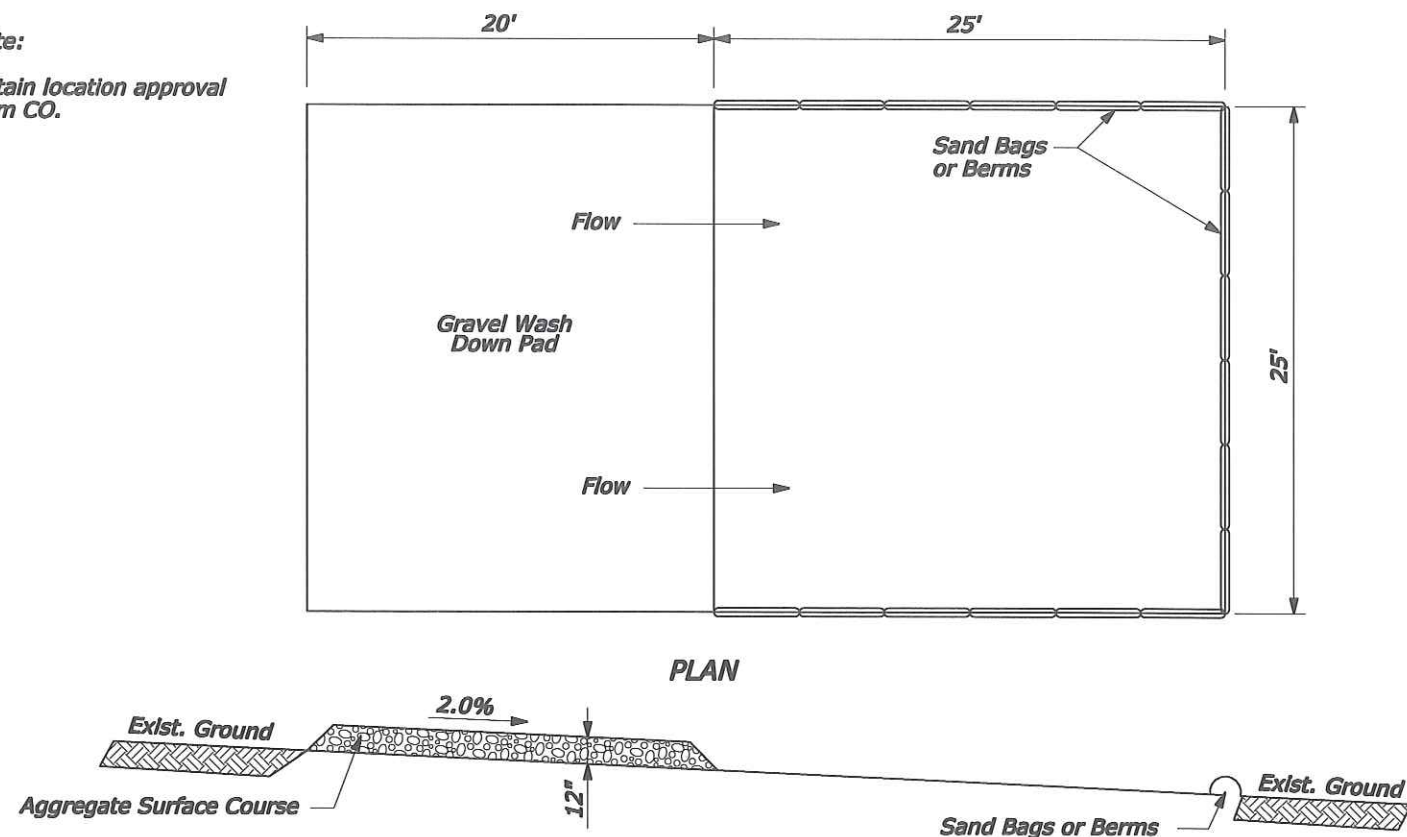 te:
tain location approval
m CO.
20'
25'
Sand Bags
or Berms
Flow
Gravel Wash
Down Pad
25'
Flow
PLAN
2.0%
Exist. Ground
12"
Exist. Ground
Aggregate Surface Course
Sand Bags or Berms